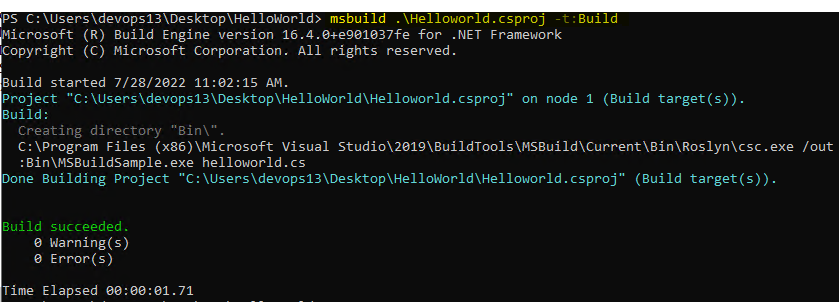 PS C:\Users\devops13\Desktop\HelloWorld> msbuild .\Helloworld.csproj -t:Build
Microsoft (R) Build Engine version 16.4.0+e901037fe for .NET Framework
Copyright (C) Microsoft Corporation. All rights reserved.
Build started 7/28/2022 11:02:15 AM.
Project "C:\Users\devops13\Desktop\HelloWorld\Helloworld.csproj" on node 1 (Build target(s)).
Build:
  Creating directory "Bin\".
  C:\Program Files (x86)\Microsoft Visual Studio\2019\BuildTools\MSBuild\Current\Bin\Roslyn\csc.exe /out
  :Bin\MSBuildSample.exe helloworld.cs
Done Building Project "C:\Users\devops13\Desktop\HelloWorld\Helloworld.csproj" (Build target(s)).
Build succeeded.
    0 Warning(s)
    0 Error(s)
Time Elapsed 00:00:01.71